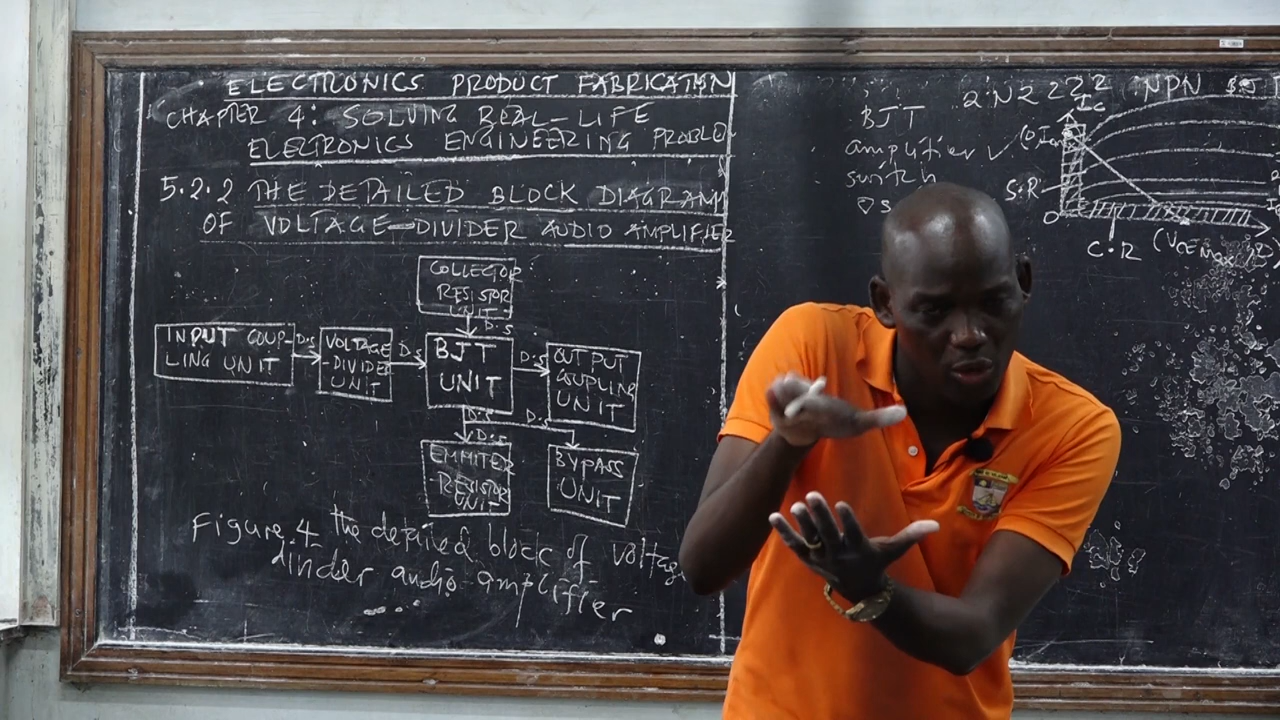 ELECTRONICS PRODUCT FABRICATION
CHAPTER 4: SOLVING REAL-LIFE
ELECTRONICS ENGINEERING PROBLEM
5.2.2 THE DETAILED BLOCK DIAGRAM
OF VOLTAGE-DIVIDER AUDIO AMPLIFIER
COLLECTOR
RESISTOR
UNIT
D.S
INPUT COUP-
LING UNIT
D.S
VOLTAGE
-DIVIDER
UNIT
D.S
BJT
UNIT
D.S
OUTPUT
COUPLING
UNIT
D.S
D.S
D.S
EMMITER
-RESISTOR
UNIT
BYPASS
UNIT
Figure.4 the detailed block of voltage
divider audio-amplifier
2N2222 NPN
BJT
amplifier ✓
switch
Ic
S.R
0
C.R
(VCEMax, 0)